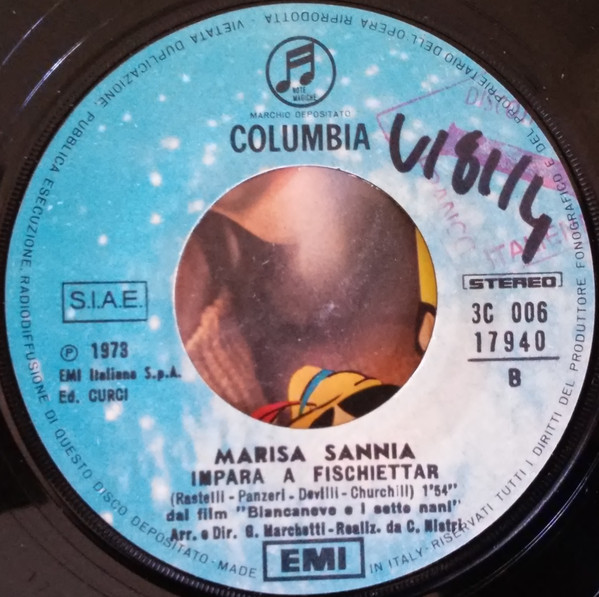 VIETATA DUPLICAZIONE, PUBBLICA ESECUZIONE, RADIODIFFUSIONE DI QUESTO DISCO DEPOSITATO - MADE IN ITALY - RISERVATI TUTTI I DIRITTI DEL PRODUTTORE FONOGRAFICO E DEL PROPRIETARIO DELL'OPERA RIPRODOTTA -
NOTE
MAGICHE
MARCHIO DEPOSITATO
COLUMBIA
S.I.A.E.
STEREO
3C 006
17940
B
Ⓟ 1973
EMI Italiana S.p.A.
Ed. CURCI
MARISA SANNIA
IMPARA A FISCHIETTAR
(Rastelli - Panzeri - Devilli - Churchill) 1'54"
dal film "Biancaneve e i sette nani"
Arr. e Dir. G. Marchetti - Realiz. da C. Mistri
EMI